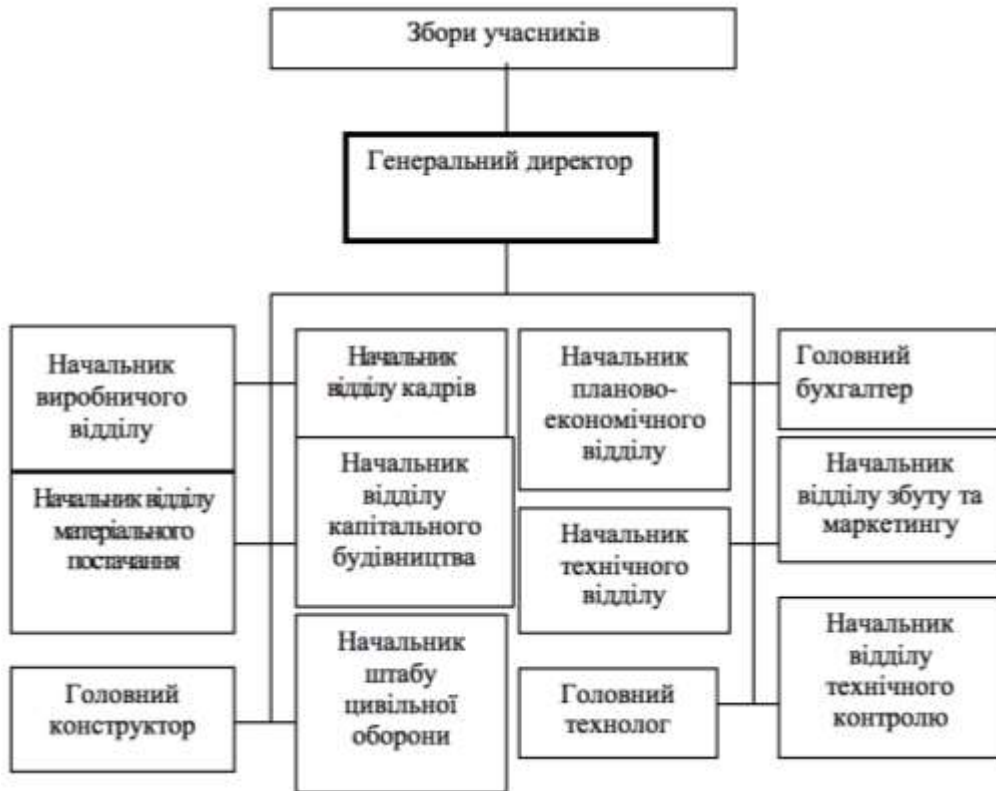 Збори учасників
Генеральний директор
Начальник
виробничого
відділу
Начальник
відділу кадрів
Начальник
планово-
економічного
відділу
Головний
бухгалтер
Начальник відділу
матеріального
постачання
Начальник
відділу
капітального
будівництва
Начальник
технічного
відділу
Начальник
відділу збуту та
маркетингу
Головний
конструктор
Начальник
штабу
цивільної
оборони
Головний
технолог
Начальник
відділу
технічного
контролю